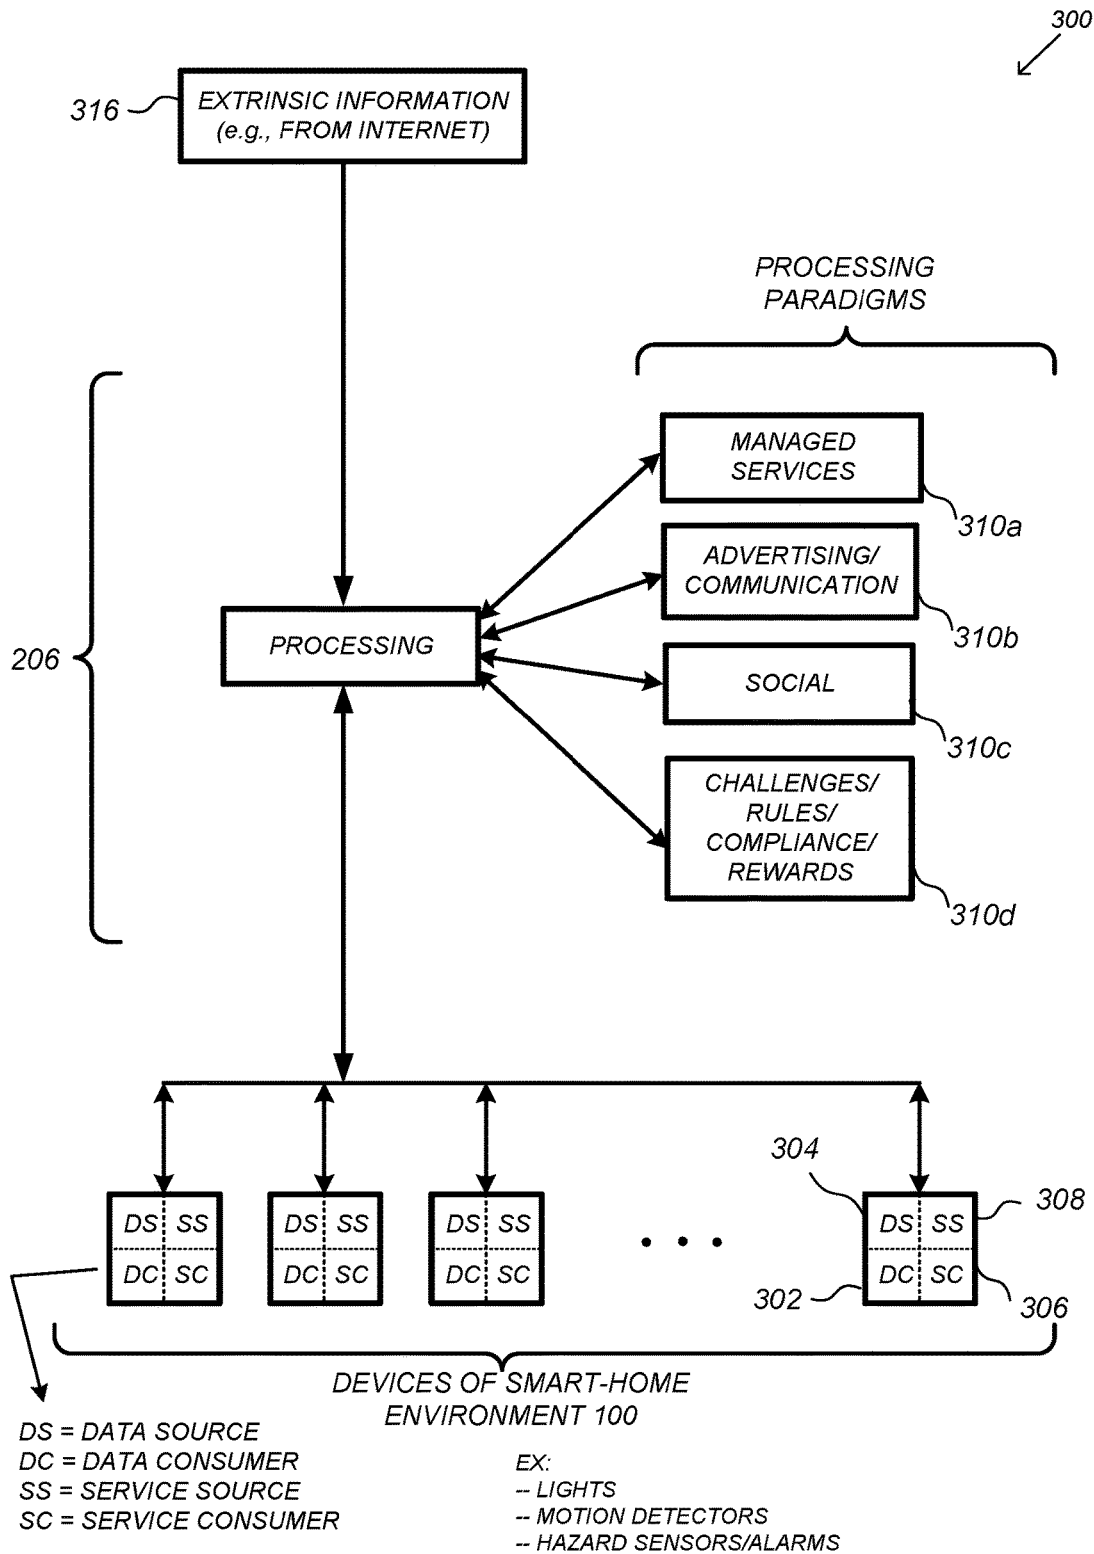 300
316
EXTRINSIC INFORMATION
(e.g., FROM INTERNET)
PROCESSING
PARADIGMS
MANAGED
SERVICES
310a
ADVERTISING/
COMMUNICATION
310b
206
PROCESSING
SOCIAL
310c
CHALLENGES/
RULES/
COMPLIANCE/
REWARDS
310d
304
308
DS SS
DC SC
DS SS
DC SC
DS SS
DC SC
DS SS
DC SC
302
306
DEVICES OF SMART-HOME
ENVIRONMENT 100
DS = DATA SOURCE
DC = DATA CONSUMER
SS = SERVICE SOURCE
SC = SERVICE CONSUMER
EX:
-- LIGHTS
-- MOTION DETECTORS
-- HAZARD SENSORS/ALARMS